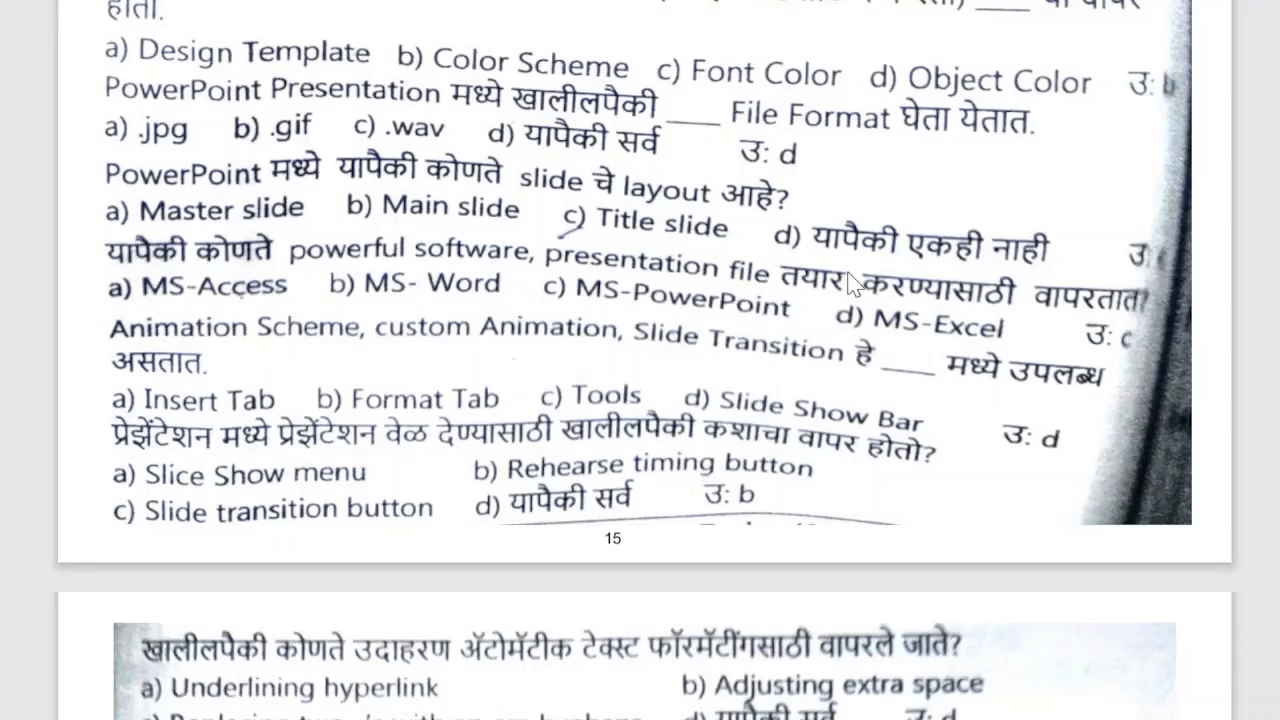 होतो.
a) Design Template b) Color Scheme c) Font Color d) Object Color उ: b
PowerPoint Presentation मध्ये खालीलपैकी ____ File Format घेता येतात.
a) .jpg b) .gif c) .wav d) यापैकी सर्व उ: d
PowerPoint मध्ये यापैकी कोणते slide चे layout आहे?
a) Master slide b) Main slide c) Title slide d) यापैकी एकही नाही उ:
यापैकी कोणते powerful software, presentation file तयार करण्यासाठी वापरतात?
a) MS-Access b) MS- Word c) MS-PowerPoint d) MS-Excel उ: c
Animation Scheme, custom Animation, Slide Transition हे ____ मध्ये उपलब्ध
असतात.
a) Insert Tab b) Format Tab c) Tools d) Slide Show Bar उ: d
प्रेझेंटेशन मध्ये प्रेझेंटेशन वेळ देण्यासाठी खालीलपैकी कशाचा वापर होतो?
a) Slice Show menu b) Rehearse timing button
c) Slide transition button d) यापैकी सर्व उ: b
15
खालीलपैकी कोणते उदाहरण ॲटोमॅटीक टेक्स्ट फॉरमॅटींगसाठी वापरले जाते?
a) Underlining hyperlink b) Adjusting extra space
d) यापैकी सर्व उ: d